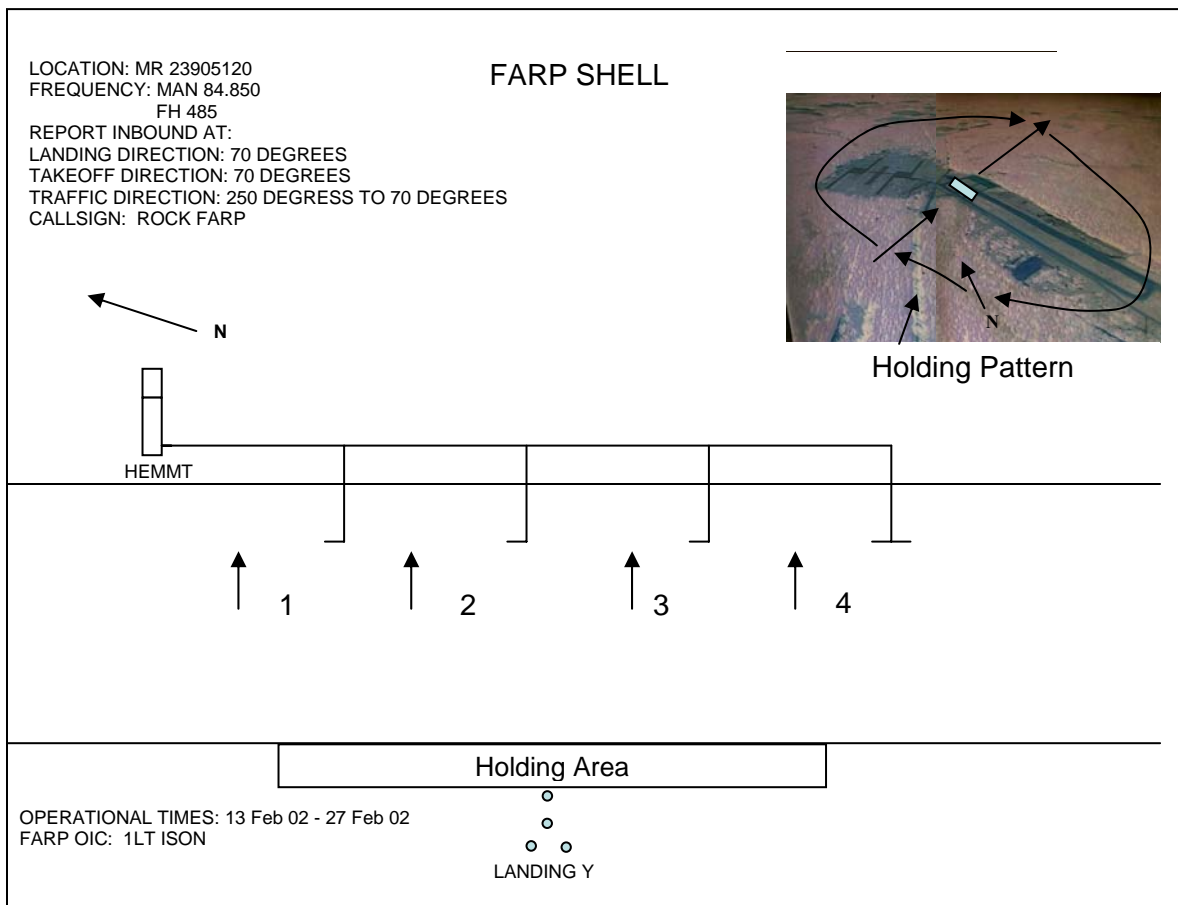 LOCATION: MR 23905120
FREQUENCY: MAN 84.850
FH 485
REPORT INBOUND AT:
LANDING DIRECTION: 70 DEGREES
TAKEOFF DIRECTION: 70 DEGREES
TRAFFIC DIRECTION: 250 DEGRESS TO 70 DEGREES
CALLSIGN: ROCK FARP
FARP SHELL
N
Holding Pattern
N
HEMMT
1 2 3 4
Holding Area
OPERATIONAL TIMES: 13 Feb 02 - 27 Feb 02
FARP OIC: 1LT ISON
LANDING Y